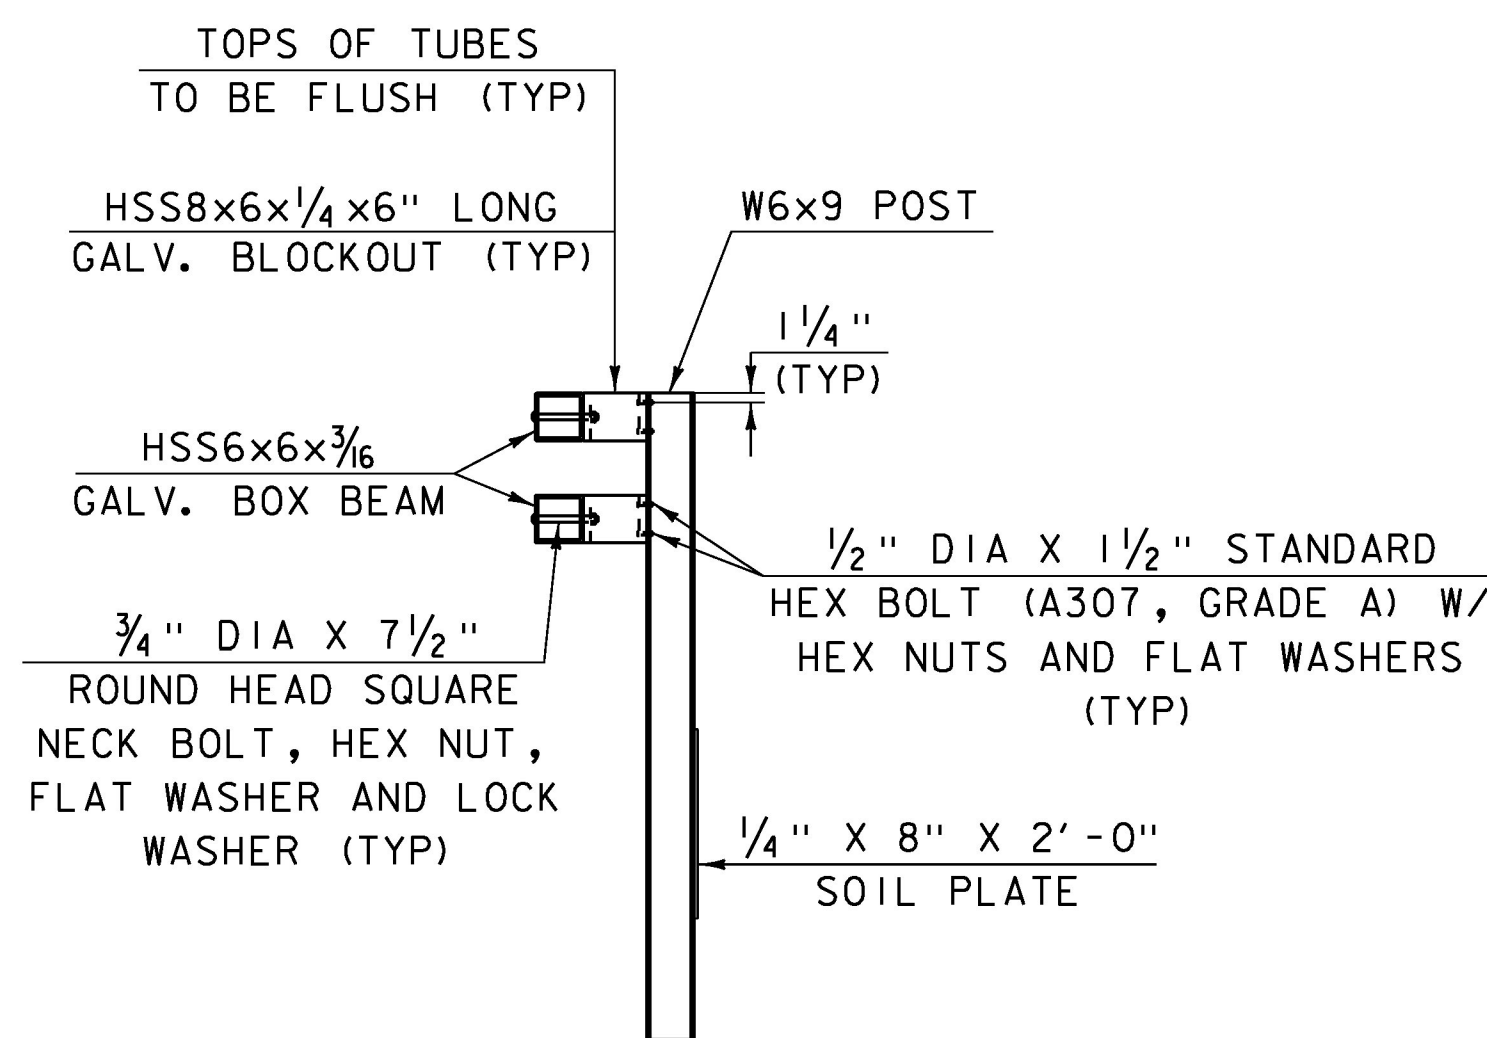 TOPS OF TUBES
TO BE FLUSH (TYP)
HSS8x6x1/4 x6" LONG
GALV. BLOCKOUT (TYP)
W6x9 POST
1 1/4"
(TYP)
HSS6x6x3/16
GALV. BOX BEAM
1/2" DIA X 1 1/2" STANDARD
HEX BOLT (A307, GRADE A) W/
HEX NUTS AND FLAT WASHERS
(TYP)
3/4" DIA X 7 1/2"
ROUND HEAD SQUARE
NECK BOLT, HEX NUT,
FLAT WASHER AND LOCK
WASHER (TYP)
1/4" X 8" X 2'-0"
SOIL PLATE